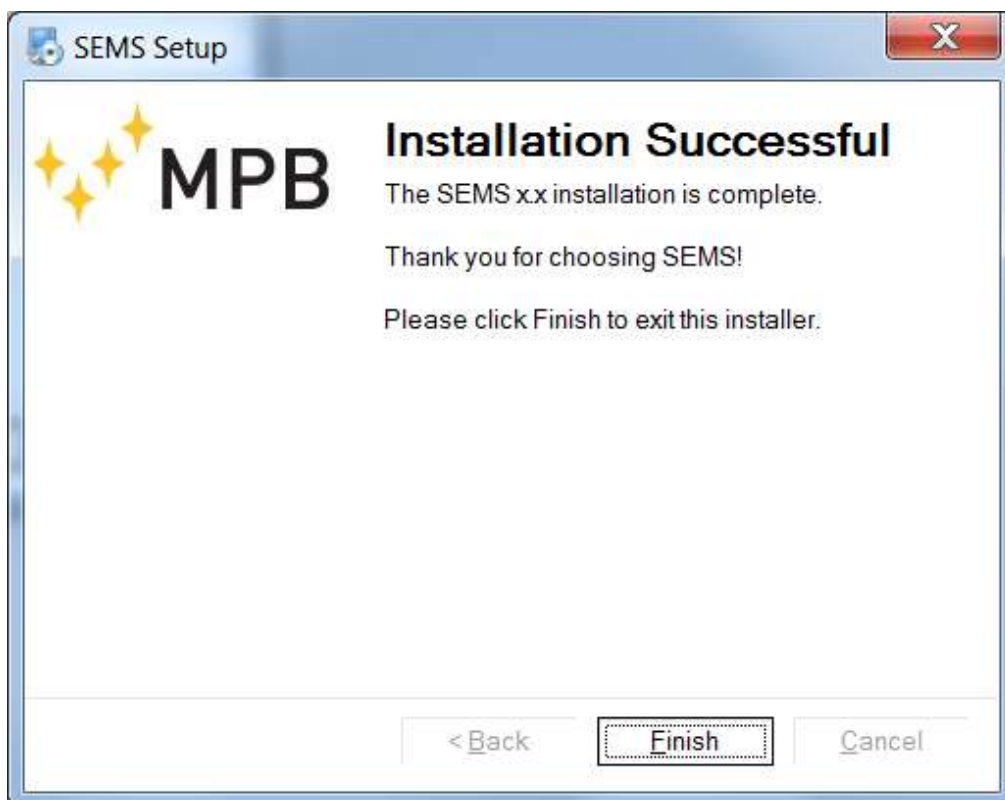 SEMS Setup
MPB
Installation Successful
The SEMS x.x installation is complete.
Thank you for choosing SEMS!
Please click Finish to exit this installer.
< Back Finish Cancel